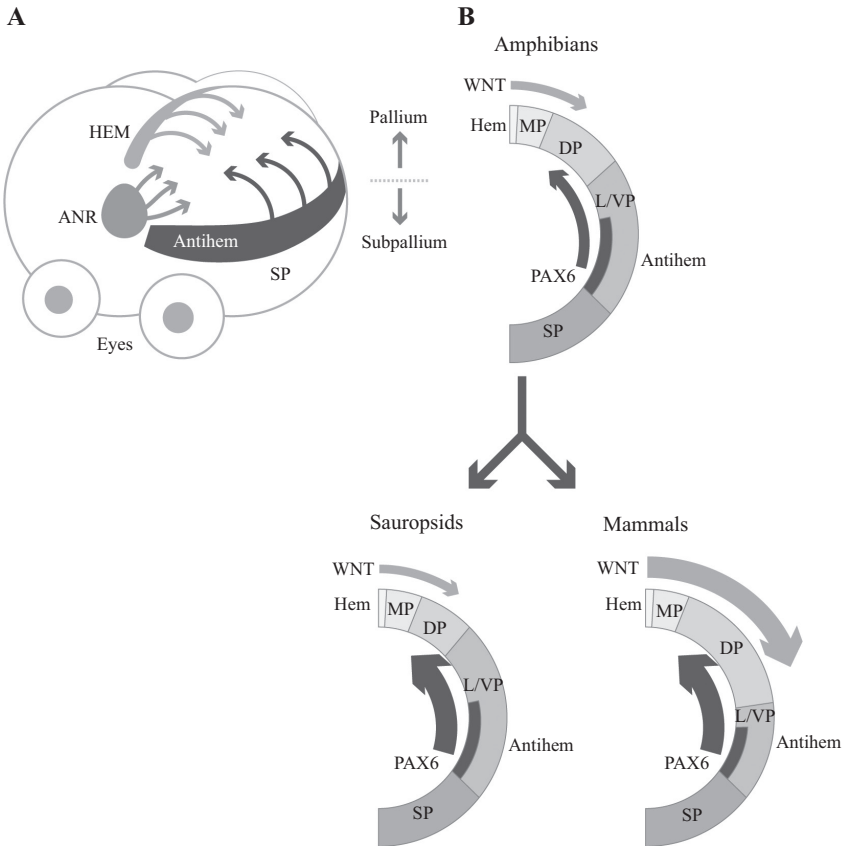 A
HEM
ANR
Antihem
SP
Eyes
Pallium
Subpallium
B
Amphibians
WNT
Hem
MP
DP
L/VP
PAX6
Antihem
SP
Sauropsids
WNT
Hem
MP
DP
L/VP
PAX6
Antihem
SP
Mammals
WNT
Hem
MP
DP
L/VP
PAX6
Antihem
SP